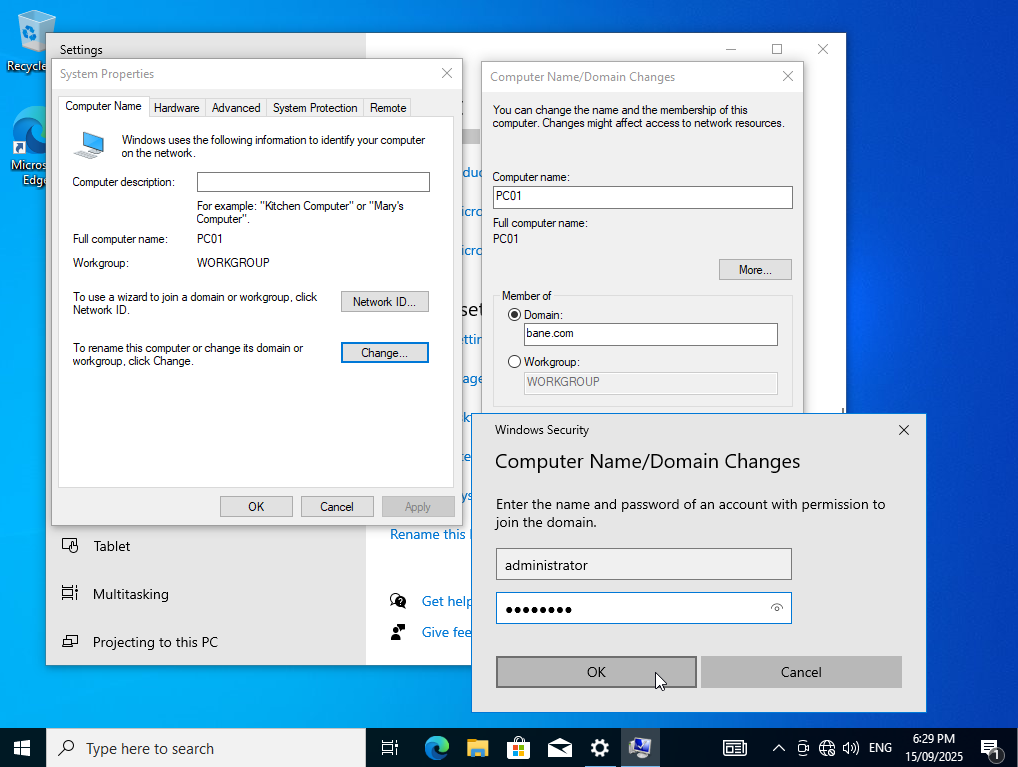 Recycle
Micros
Edge
Settings
System Properties
Computer Name
Hardware
Advanced
System Protection
Remote
Windows uses the following information to identify your computer
on the network.
Computer description:
For example: "Kitchen Computer" or "Mary's
Computer".
Full computer name:
PC01
Workgroup:
WORKGROUP
To use a wizard to join a domain or workgroup, click
Network ID.
Network ID...
To rename this computer or change its domain or
workgroup, click Change.
Change...
OK
Cancel
Apply
Tablet
Multitasking
Projecting to this PC
Rename this
Get help
Give fee
Computer Name/Domain Changes
You can change the name and the membership of this
computer. Changes might affect access to network resources.
Computer name:
PC01
Full computer name:
PC01
More...
Member of
Domain:
bane.com
Workgroup:
WORKGROUP
Windows Security
Computer Name/Domain Changes
Enter the name and password of an account with permission to
join the domain.
administrator
OK
Cancel
Type here to search
ENG
6:29 PM
15/09/2025
1